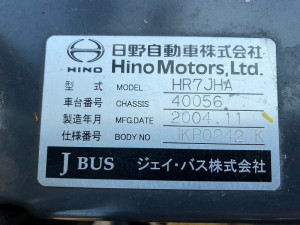 日野自動車株式会社
HINO Hino Motors, Ltd.
型式 MODEL HR7JHA
車台番号 CHASSIS 40056
製造年月 MFG.DATE 2004.11
仕様番号 BODY NO IKP0242 K
J BUS ジェイ・バス株式会社